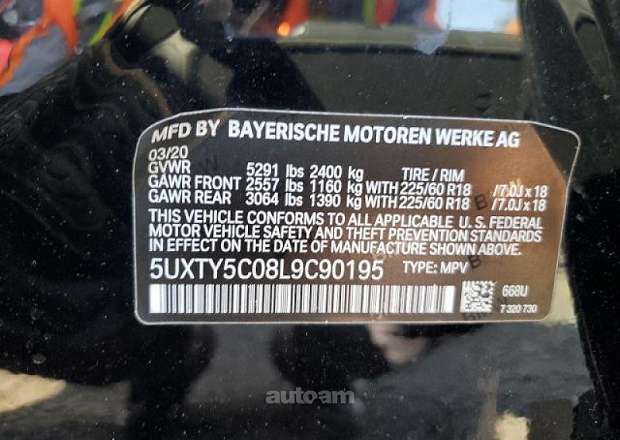 MFD BY BAYERISCHE MOTOREN WERKE AG
03/20
GVWR 5291 lbs 2400 kg TIRE / RIM
GAWR FRONT 2557 lbs 1160 kg WITH 225/60 R18 /7.0J x 18
GAWR REAR 3064 lbs 1390 kg WITH 225/60 R18 /7.0J x 18
THIS VEHICLE CONFORMS TO ALL APPLICABLE U.S. FEDERAL
MOTOR VEHICLE SAFETY AND THEFT PREVENTION STANDARDS
IN EFFECT ON THE DATE OF MANUFACTURE SHOWN ABOVE.
5UXTY5C08L9C90195 TYPE: MPV
668U
7 320 730
autoam